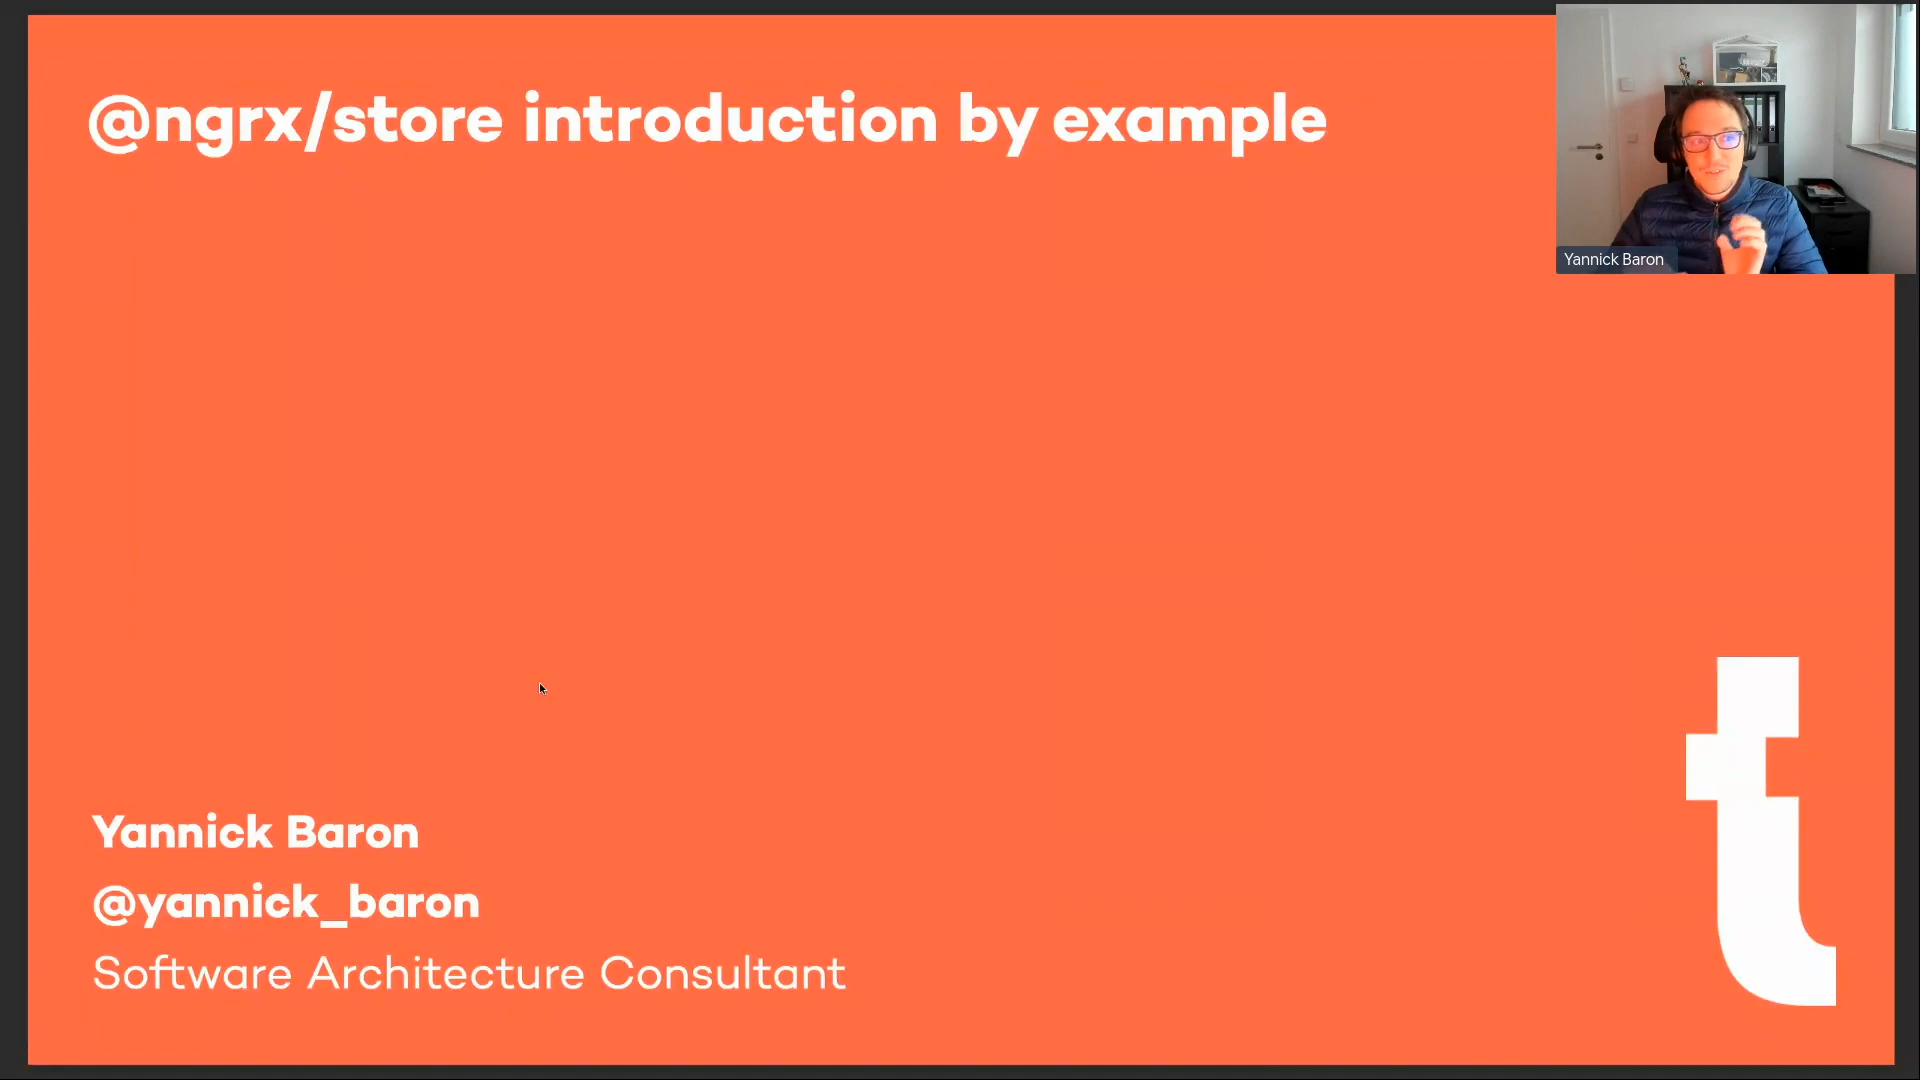 @ngrx/store introduction by example
Yannick Baron
Yannick Baron
@yannick_baron
Software Architecture Consultant
t